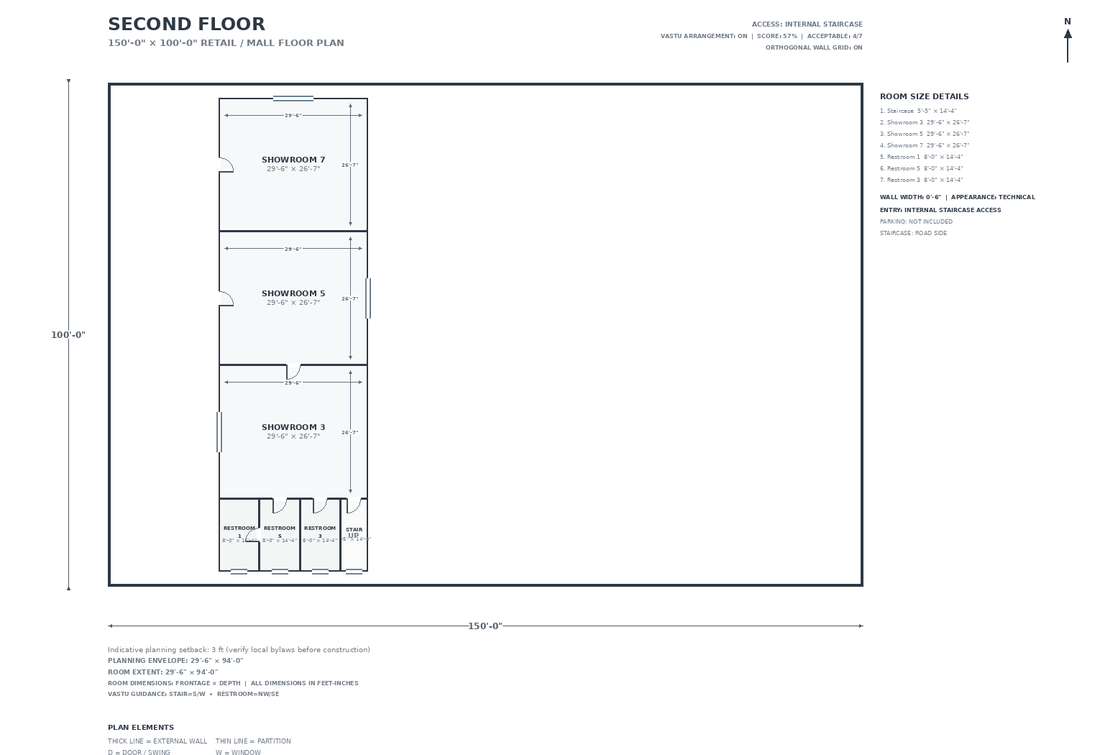 SECOND FLOOR
150'-0" × 100'-0" RETAIL / MALL FLOOR PLAN
ACCESS: INTERNAL STAIRCASE
VASTU ARRANGEMENT: ON | SCORE: 57% | ACCEPTABLE: 4/7
ORTHOGONAL WALL GRID: ON
N
ROOM SIZE DETAILS
1. Staircase 5'-5" × 14'-4"
2. Showroom 3 29'-6" × 26'-7"
3. Showroom 5 29'-6" × 26'-7"
4. Showroom 7 29'-6" × 26'-7"
5. Restroom 1 8'-0" × 14'-4"
6. Restroom 5 8'-0" × 14'-4"
7. Restroom 3 8'-0" × 14'-4"
WALL WIDTH: 0'-6" | APPEARANCE: TECHNICAL
ENTRY: INTERNAL STAIRCASE ACCESS
PARKING: NOT INCLUDED
STAIRCASE: ROAD SIDE
29'-6"
SHOWROOM 7
29'-6" × 26'-7"
26'-7"
29'-6"
SHOWROOM 5
29'-6" × 26'-7"
26'-7"
100'-0"
29'-6"
SHOWROOM 3
29'-6" × 26'-7"
26'-7"
RESTROOM
1
8'-0" ×
RESTROOM
5
8'-0" × 14'-4"
RESTROOM
3
8'-0" × 14'-4"
STAIR
UP
150'-0"
Indicative planning setback: 3 ft (verify local bylaws before construction)
PLANNING ENVELOPE: 29'-6" × 94'-0"
ROOM EXTENT: 29'-6" × 94'-0"
ROOM DIMENSIONS: FRONTAGE × DEPTH | ALL DIMENSIONS IN FEET-INCHES
VASTU GUIDANCE: STAIR=S/W • RESTROOM=NW/SE
PLAN ELEMENTS
THICK LINE = EXTERNAL WALL THIN LINE = PARTITION
D = DOOR / SWING W = WINDOW